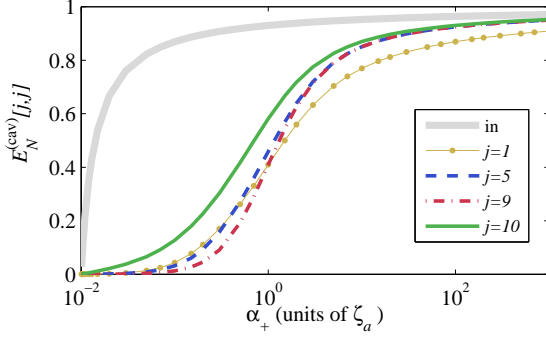 1
0.8
0.6
0.4
0.2
0
E_N^(cav)[j,j]
in
j=1
j=5
j=9
j=10
10^-2 10^0 10^2
α_+ (units of ζ_a)